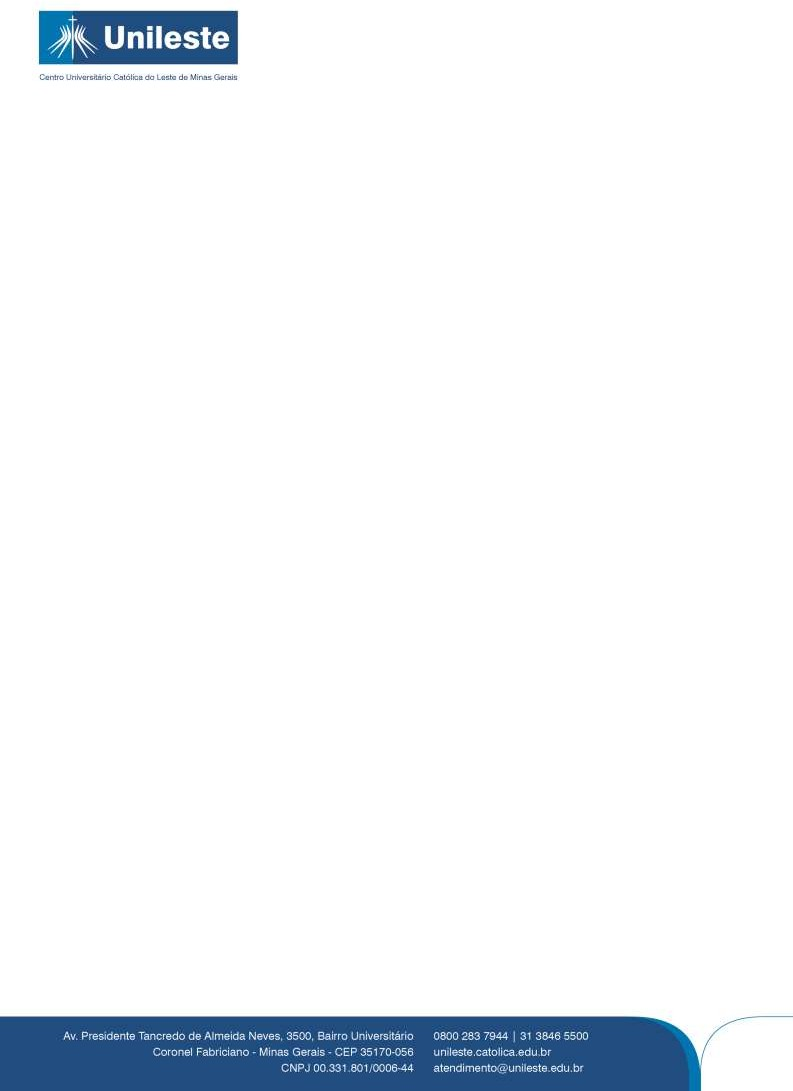 Unileste
Centro Universitário Católica do Leste de Minas Gerais
Av. Presidente Tancredo de Almeida Neves, 3500, Bairro Universitário
Coronel Fabriciano - Minas Gerais - CEP 35170-056
CNPJ 00.331.801/0006-44
0800 283 7944 | 31 3846 5500
unileste.catolica.edu.br
atendimento@unileste.edu.br